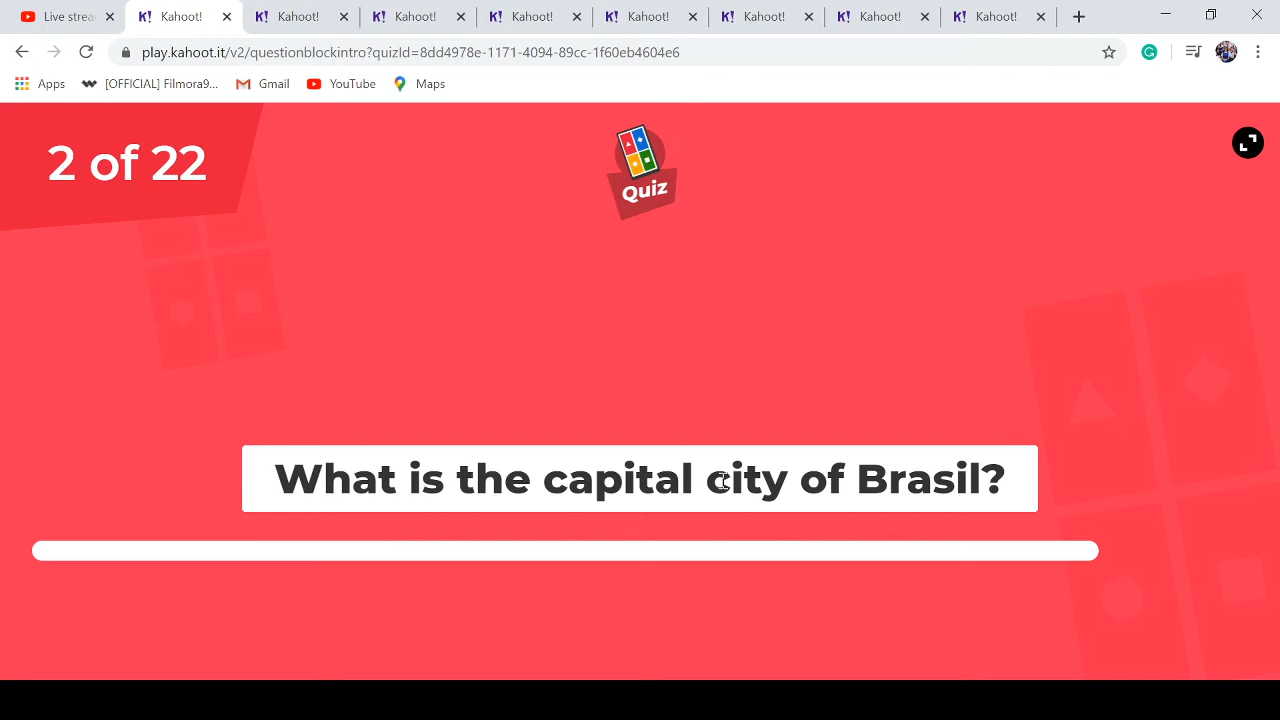 Live stream
Kahoot!
Kahoot!
Kahoot!
Kahoot!
Kahoot!
Kahoot!
Kahoot!
Kahoot!
play.kahoot.it/v2/questionblockintro?quizId=8dd4978e-1171-4094-89cc-1f60eb4604e6
Apps
[OFFICIAL] Filmora9...
Gmail
YouTube
Maps
2 of 22
Quiz
What is the capital city of Brasil?